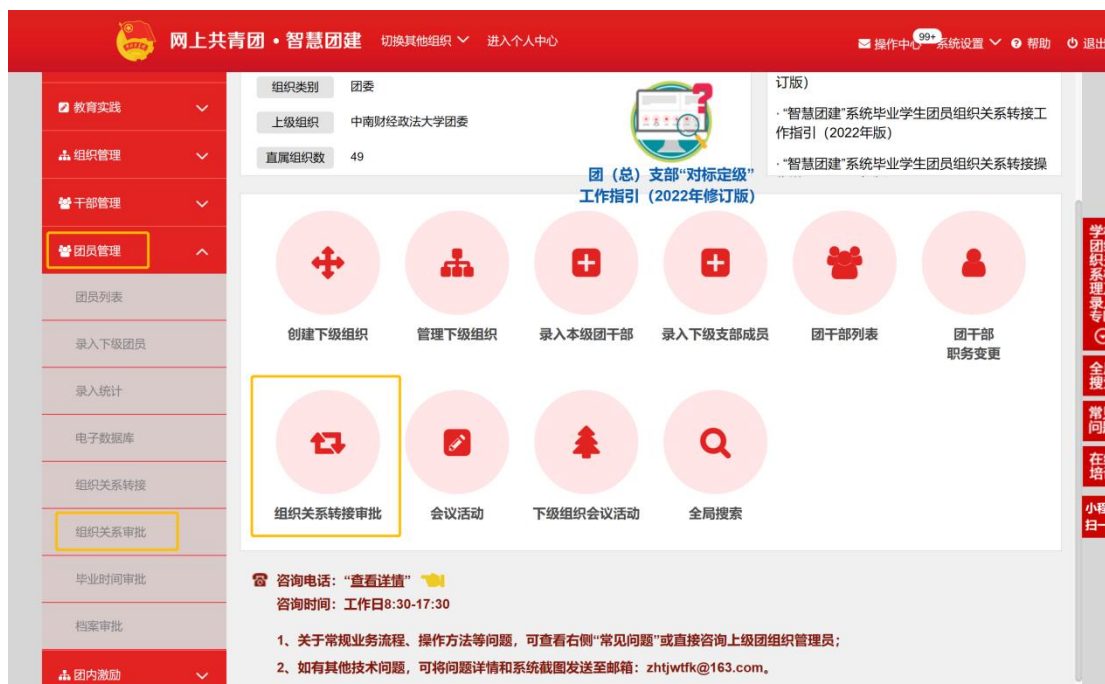 网上共青团·智慧团建
切换其他组织
进入个人中心
操作中心
99+
系统设置
帮助
退出
教育实践
组织管理
干部管理
团员管理
团员列表
录入下级团员
录入统计
电子数据库
组织关系转接
组织关系审批
毕业时间审批
档案审批
团内激励
组织类别 团委
上级组织 中南财经政法大学团委
直属组织数 49
团（总）支部“对标定级”
工作指引（2022年修订版）
订版）
·“智慧团建”系统毕业学生团员组织关系转接工
作指引（2022年版）
·“智慧团建”系统毕业学生团员组织关系转接操
创建下级组织
管理下级组织
录入本级团干部
录入下级支部成员
团干部列表
团干部
职务变更
组织关系转接审批
会议活动
下级组织会议活动
全局搜索
咨询电话：“查看详情”
咨询时间：工作日8:30-17:30
1、关于常规业务流程、操作方法等问题，可查看右侧“常见问题”或直接咨询上级团组织管理员；
2、如有其他技术问题，可将问题详情和系统截图发送至邮箱：zhtjwtfk@163.com。